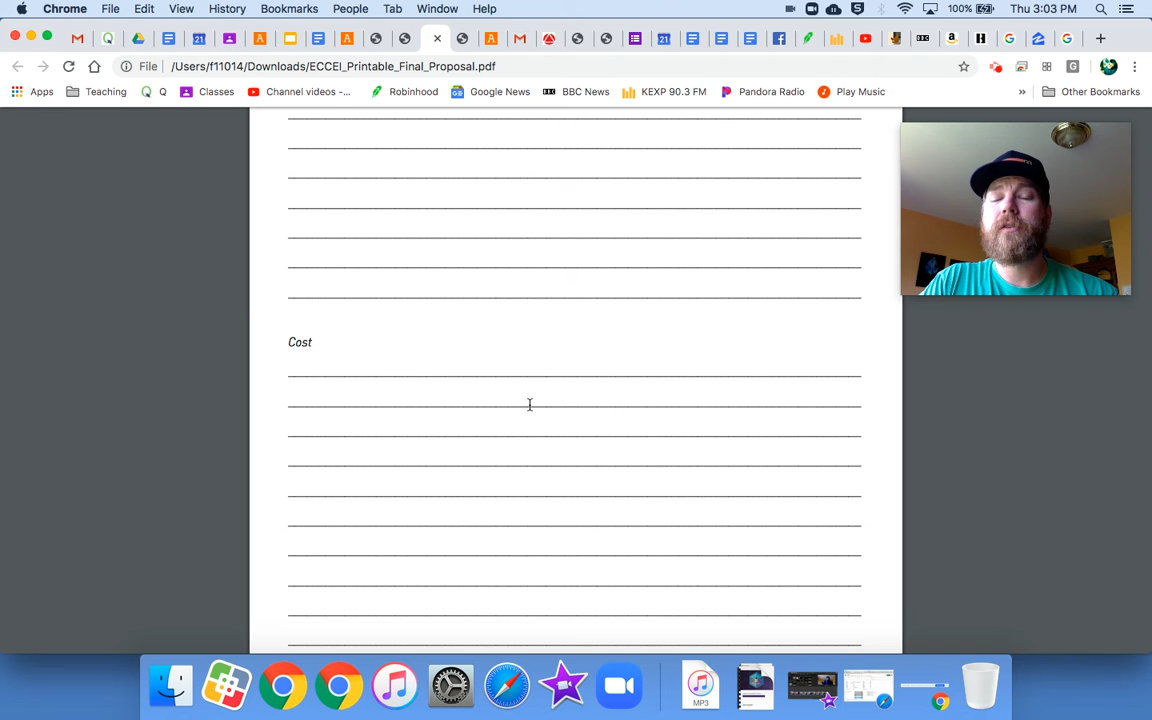 Chrome File Edit View History Bookmarks People Tab Window Help 100% Thu 3:03 PM
File /Users/f11014/Downloads/ECCEI_Printable_Final_Proposal.pdf
Apps Teaching Q Classes Channel videos -... Robinhood Google News BBC News KEXP 90.3 FM Pandora Radio Play Music » Other Bookmarks
Cost
MP3